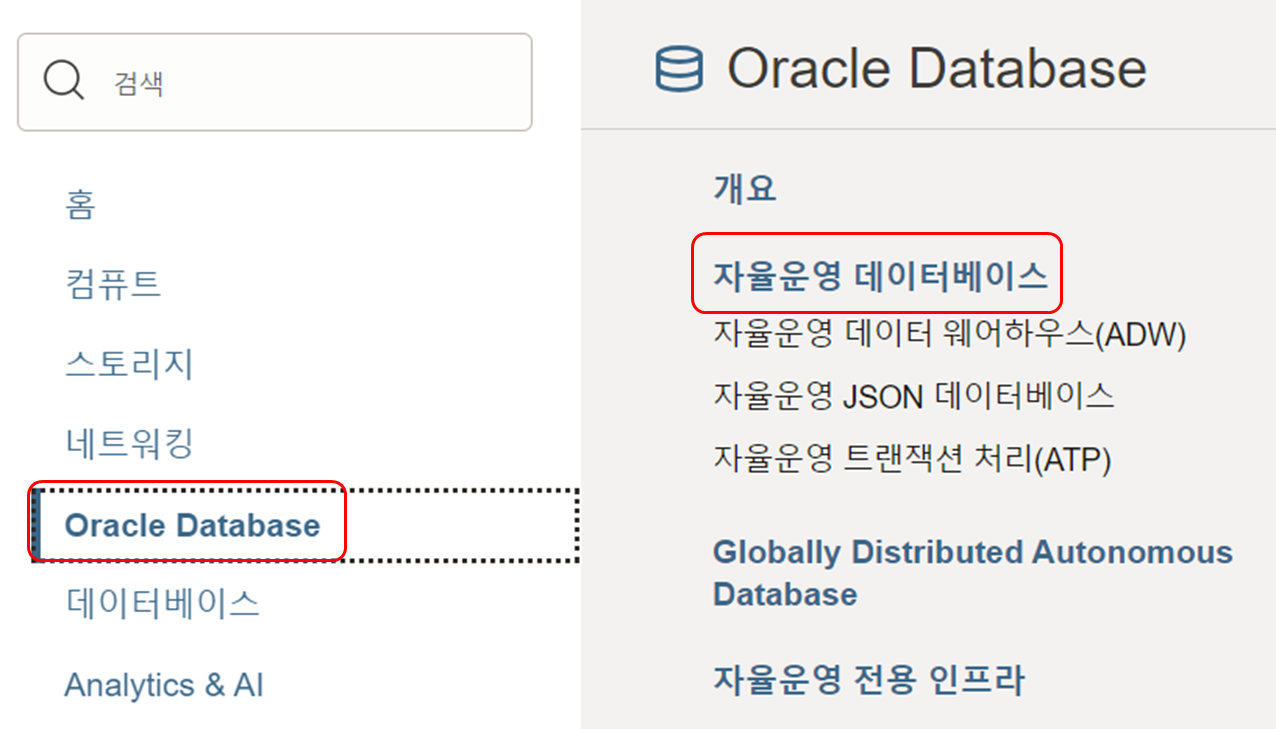 검색
홈
컴퓨트
스토리지
네트워킹
Oracle Database
데이터베이스
Analytics & AI
Oracle Database
개요
자율운영 데이터베이스
자율운영 데이터 웨어하우스(ADW)
자율운영 JSON 데이터베이스
자율운영 트랜잭션 처리(ATP)
Globally Distributed Autonomous
Database
자율운영 전용 인프라